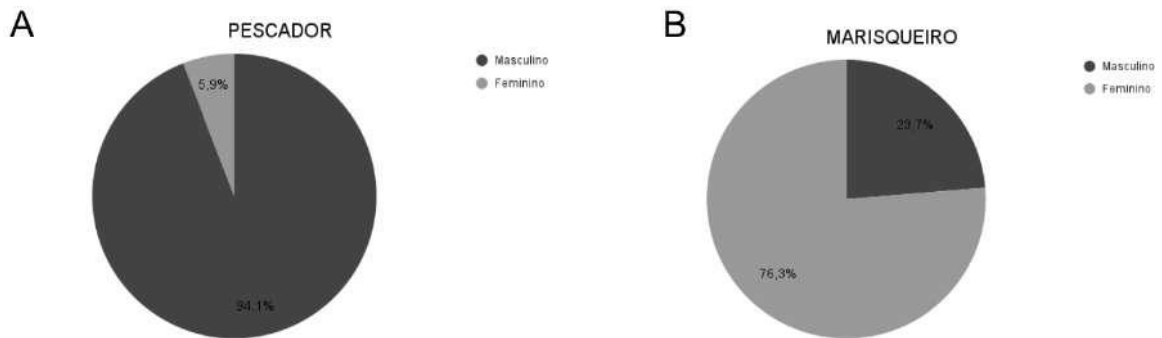 A
PESCADOR
Masculino
Feminino
5,9%
94,1%
B
MARISQUEIRO
Masculino
Feminino
23,7%
76,3%